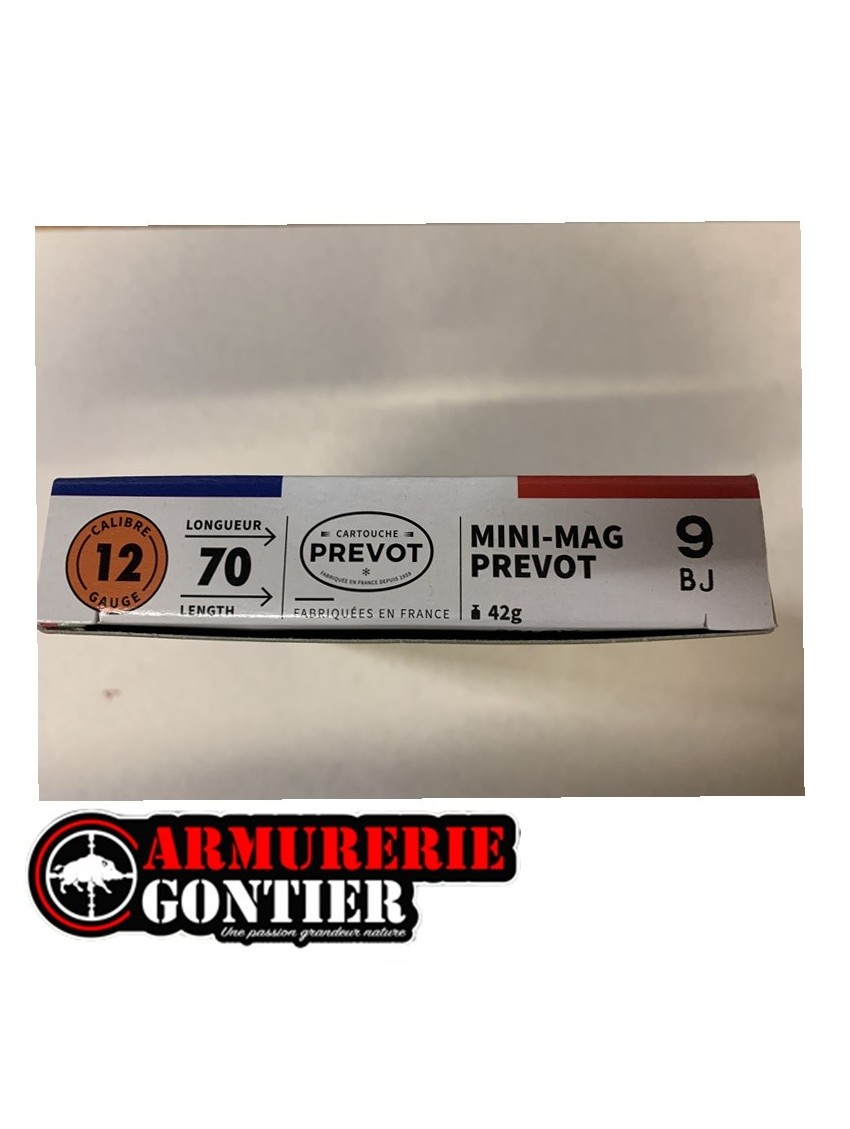 CALIBRE
12
GAUGE
LONGUEUR
70
LENGTH
CARTOUCHE
PREVOT
FABRIQUÉE EN FRANCE DEPUIS 1959
FABRIQUÉES EN FRANCE
MINI-MAG
PREVOT
42g
9
BJ
ARMURERIE
GONTIER
Une passion grandeur nature